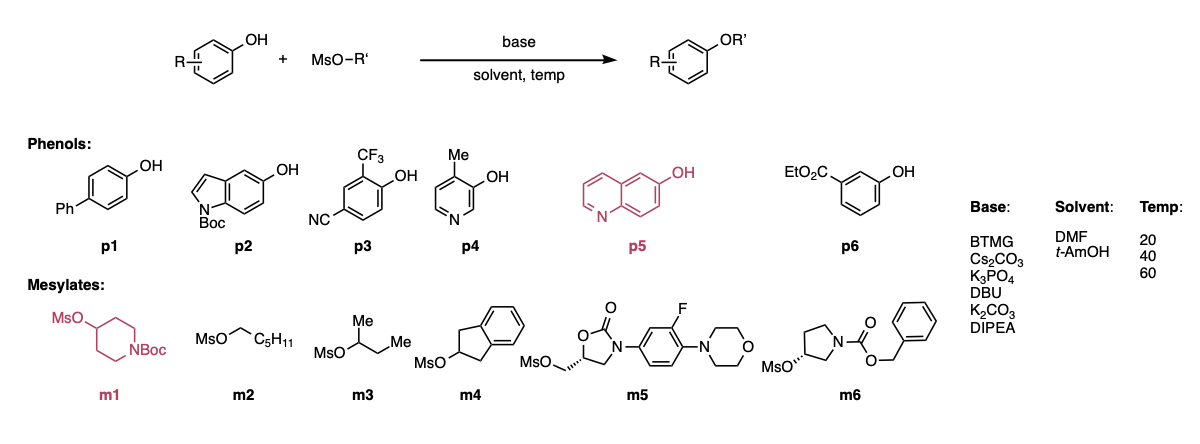 OH
R
+
MsO–R‘
base
solvent, temp
OR’
R
Phenols:
OH
Ph
p1
OH
N
Boc
p2
CF₃
OH
NC
p3
Me
OH
N
p4
OH
N
p5
EtO₂C
OH
p6
Mesylates:
MsO
NBoc
m1
MsO
C₅H₁₁
m2
Me
MsO
Me
m3
MsO
m4
O
F
O
N
N
O
MsO
m5
O
N
O
MsO
m6
Base: Solvent: Temp:
BTMG DMF 20
Cs₂CO₃ t-AmOH 40
K₃PO₄ 60
DBU
K₂CO₃
DIPEA